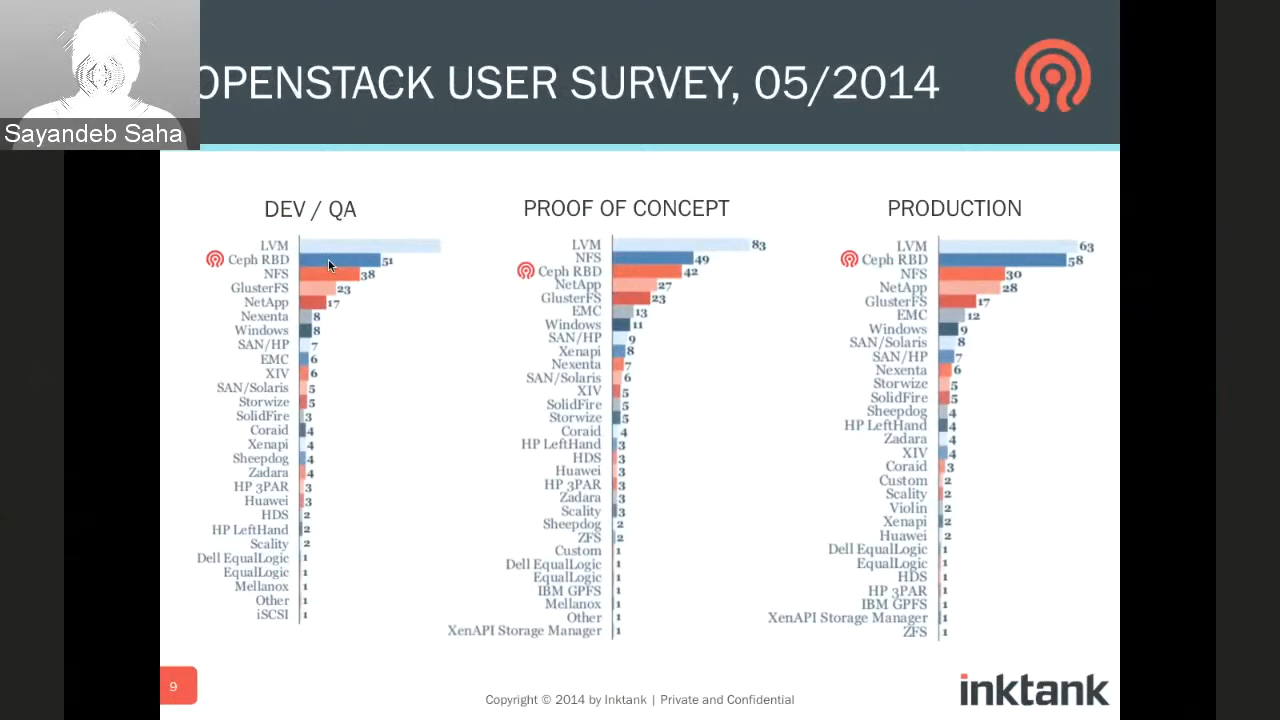 Sayandeb Saha
OPENSTACK USER SURVEY, 05/2014
DEV / QA
LVM
Ceph RBD 51
NFS 38
GlusterFS 23
NetApp 17
Nexenta 8
Windows 8
SAN/HP 7
EMC 6
XIV 6
SAN/Solaris 5
Storwize 5
SolidFire 3
Coraid 4
Xenapi 4
Sheepdog 4
Zadara 4
HP 3PAR 3
Huawei 3
HDS 2
HP LeftHand 2
Scality 2
Dell EqualLogic 1
EqualLogic 1
Mellanox 1
Other 1
iSCSI 1
PROOF OF CONCEPT
LVM 83
NFS 49
Ceph RBD 42
NetApp 27
GlusterFS 23
EMC 13
Windows 11
SAN/HP 9
Xenapi 8
Nexenta 7
SAN/Solaris 6
XIV 5
SolidFire 5
Storwize 5
Coraid 4
HP LeftHand 3
HDS 3
Huawei 3
HP 3PAR 3
Zadara 3
Scality 3
Sheepdog 2
ZFS 2
Custom 1
Dell EqualLogic 1
EqualLogic 1
IBM GPFS 1
Mellanox 1
Other 1
XenAPI Storage Manager 1
PRODUCTION
LVM 63
Ceph RBD 58
NFS 30
NetApp 28
GlusterFS 17
EMC 12
Windows 9
SAN/Solaris 8
SAN/HP 7
Nexenta 6
Storwize 5
SolidFire 5
Sheepdog 4
HP LeftHand 4
Zadara 4
XIV 4
Coraid 3
Custom 2
Scality 2
Violin 2
Xenapi 2
Huawei 2
Dell EqualLogic 1
EqualLogic 1
HDS 1
HP 3PAR 1
IBM GPFS 1
XenAPI Storage Manager 1
ZFS 1
9
Copyright © 2014 by Inktank | Private and Confidential
inktank